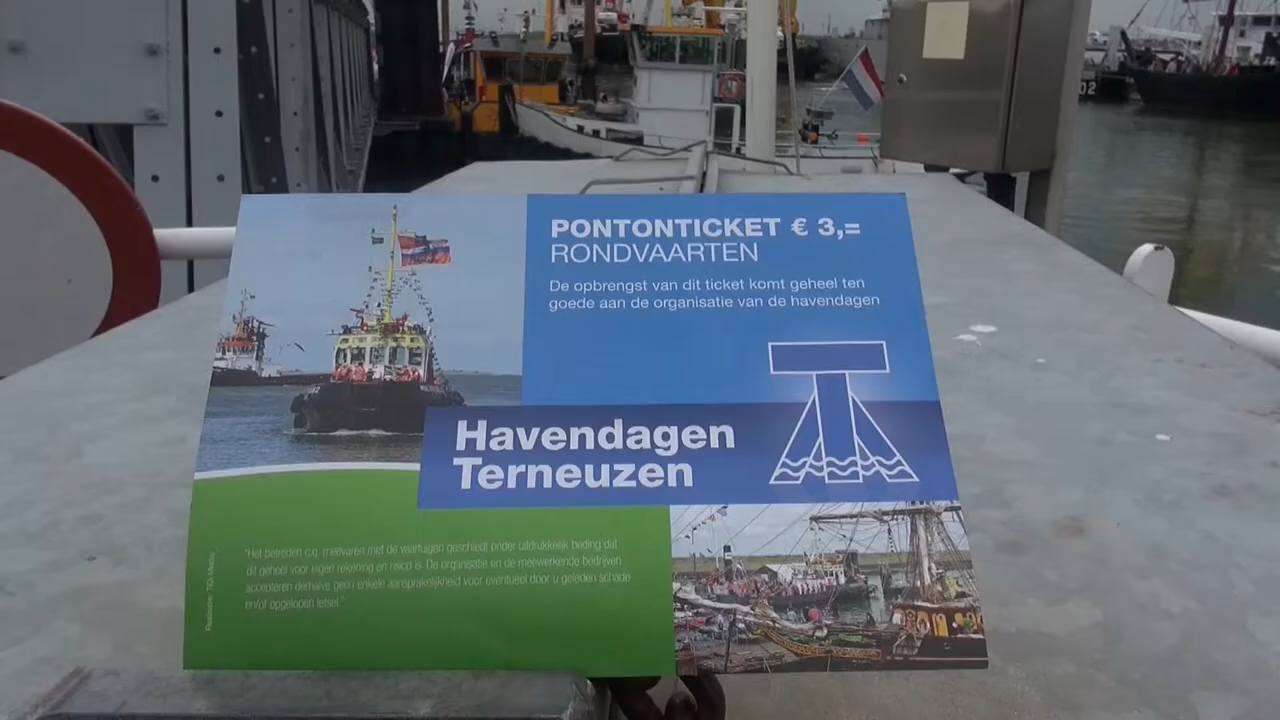 PONTONTICKET € 3,=
RONDVAARTEN
De opbrengst van dit ticket komt geheel ten
goede aan de organisatie van de havendagen
Havendagen
Terneuzen
"Het betreden c.q. meevaren met de vaartuigen geschiedt onder uitdrukkelijk beding dat
dit geheel voor eigen rekening en risico is. De organisatie en de meewerkende bedrijven
accepteren derhalve geen enkele aansprakelijkheid voor eventueel door u geleden schade
en/of opgelopen letsel."
02